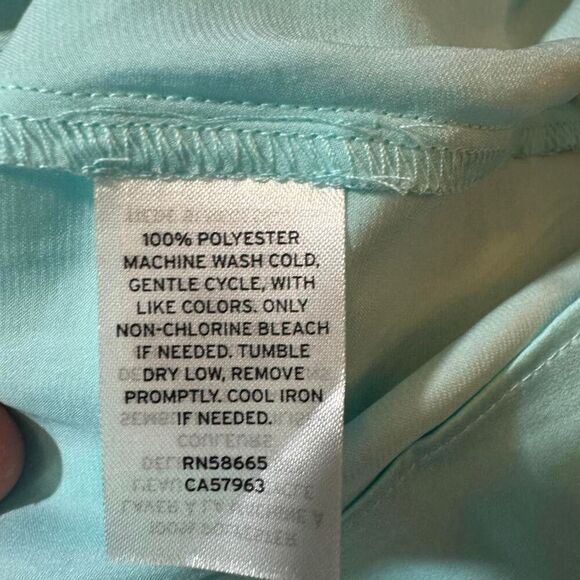 100% POLYESTER
MACHINE WASH COLD,
GENTLE CYCLE, WITH
LIKE COLORS. ONLY
NON-CHLORINE BLEACH
IF NEEDED. TUMBLE
DRY LOW, REMOVE
PROMPTLY. COOL IRON
IF NEEDED.
RN58665
CA57963